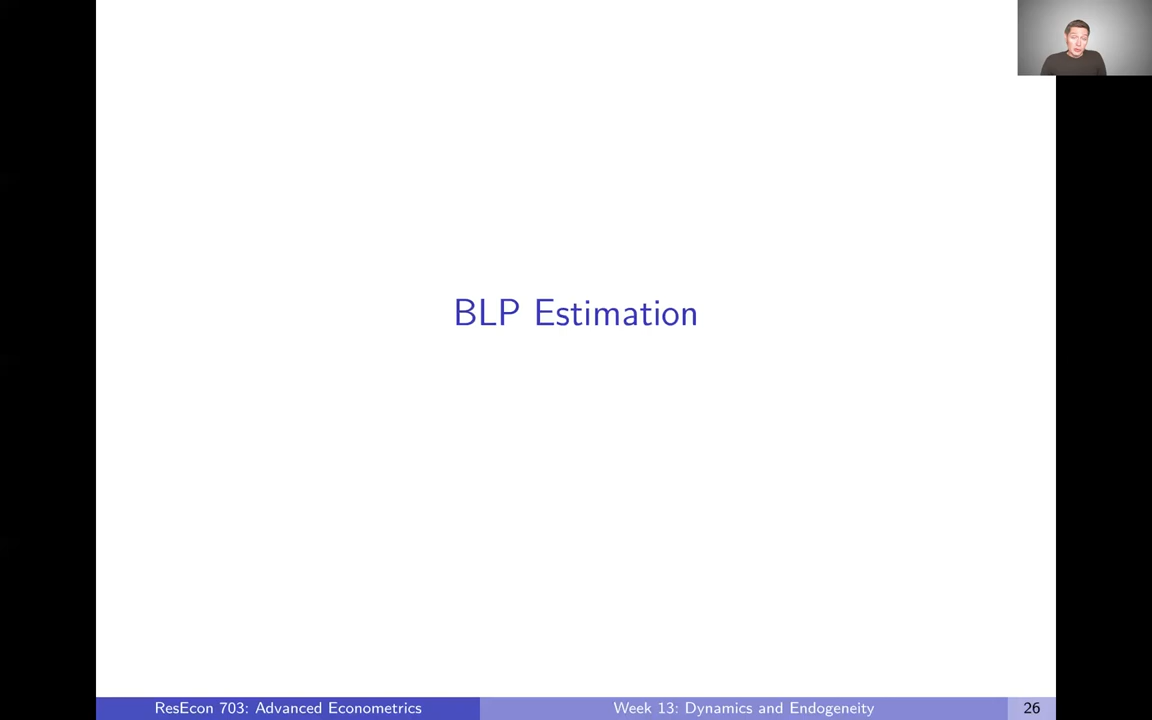 BLP Estimation
ResEcon 703: Advanced Econometrics
Week 13: Dynamics and Endogeneity
26